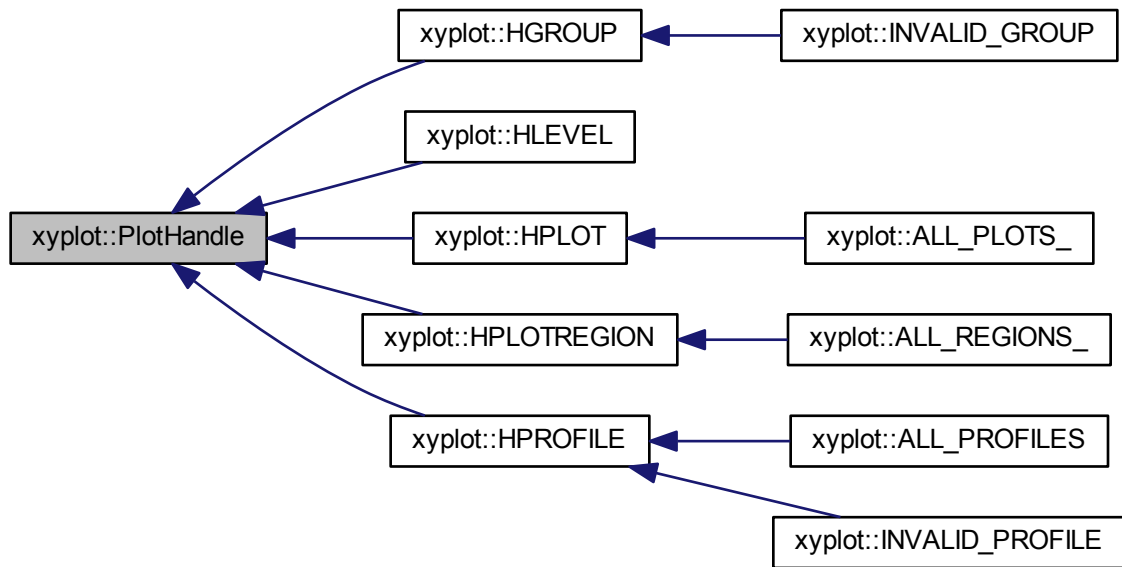 xyplot::HGROUP
xyplot::INVALID_GROUP
xyplot::HLEVEL
xyplot::PlotHandle
xyplot::HPLOT
xyplot::ALL_PLOTS_
xyplot::HPLOTREGION
xyplot::ALL_REGIONS_
xyplot::HPROFILE
xyplot::ALL_PROFILES
xyplot::INVALID_PROFILE